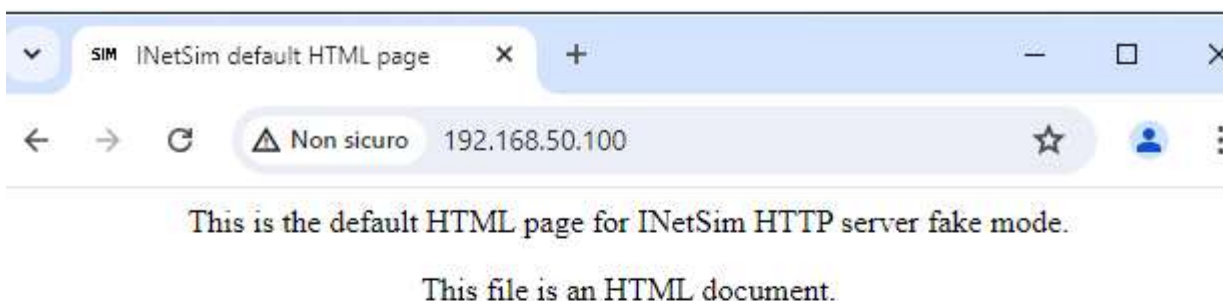 SIM INetSim default HTML page
Non sicuro 192.168.50.100
This is the default HTML page for INetSim HTTP server fake mode.
This file is an HTML document.